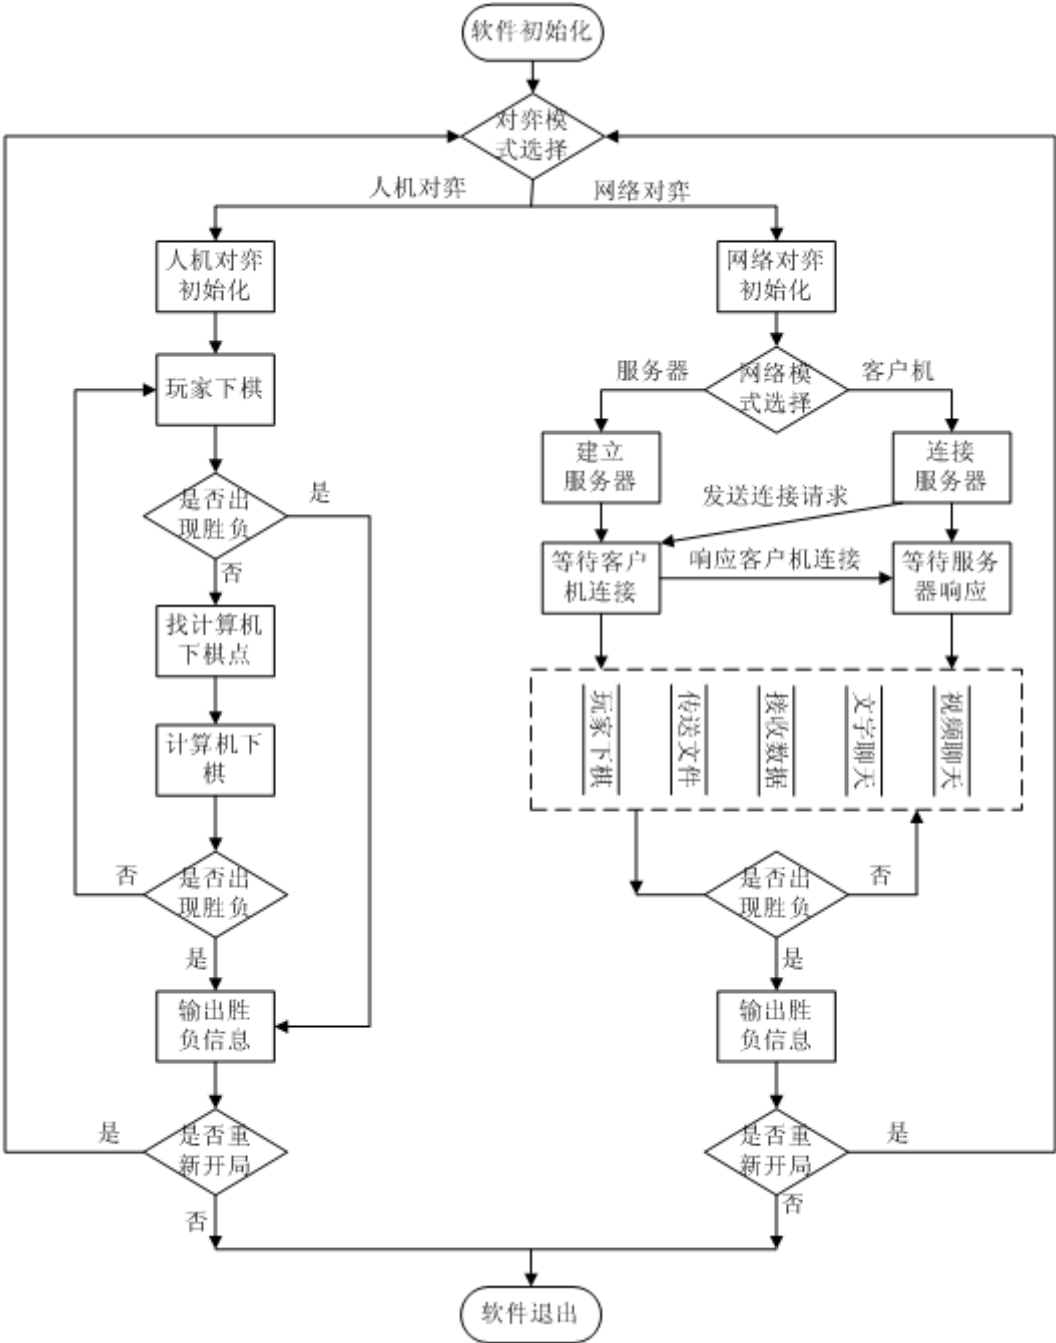 软件初始化
对弈模
式选择
人机对弈
网络对弈
人机对弈
初始化
网络对弈
初始化
玩家下棋
服务器
网络模
式选择
客户机
建立
服务器
连接
服务器
是否出
现胜负
是
发送连接请求
否
等待客户
机连接
响应客户机连接
等待服务
器响应
找计算机
下棋点
玩家下棋
传送文件
接收数据
文字聊天
视频聊天
计算机下
棋
否
是否出
现胜负
是否出
现胜负
否
是
是
输出胜
负信息
输出胜
负信息
是
是否重
新开局
是否重
新开局
是
否
否
软件退出